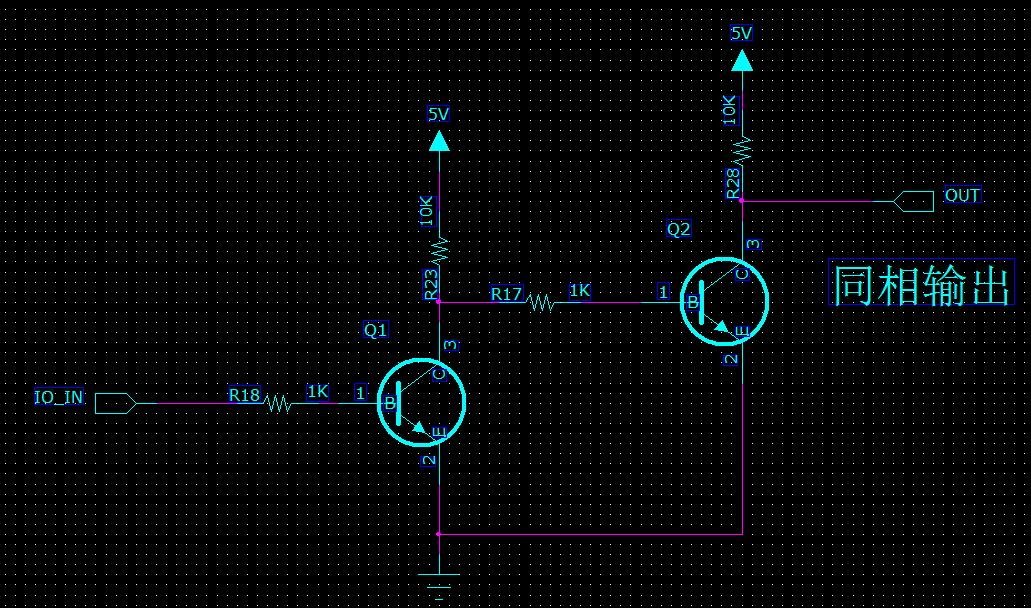 5V
10K
R28
OUT
5V
Q2
3
10K
C
同相输出
R23
R17
1K
1
B
E
Q1
3
2
C
IO_IN
R18
1K
1
B
E
2